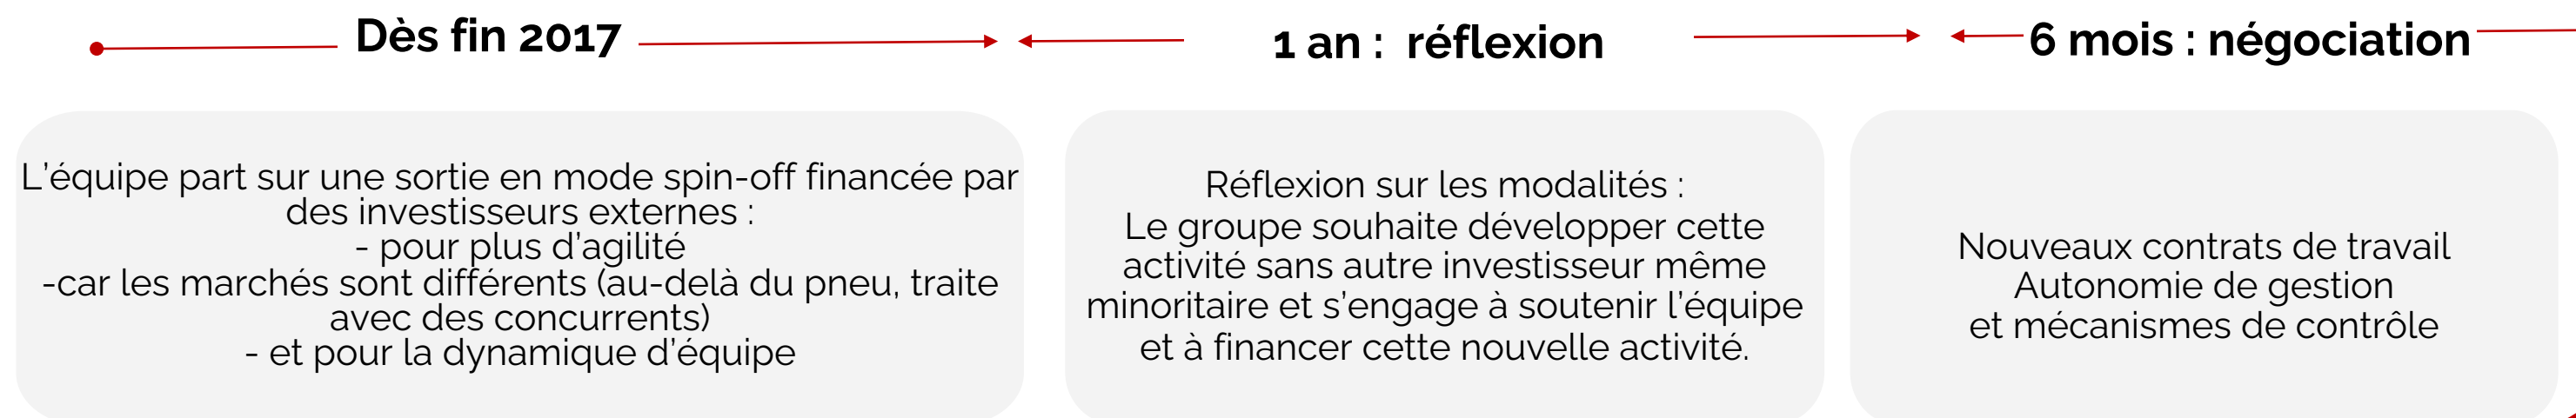 Dès fin 2017
1 an :  réflexion
6 mois : négociation
L'équipe part sur une sortie en mode spin-off financée par
des investisseurs externes :
- pour plus d'agilité
-car les marchés sont différents (au-delà du pneu, traite
avec des concurrents)
- et pour la dynamique d'équipe
Réflexion sur les modalités :
Le groupe souhaite développer cette
activité sans autre investisseur même
minoritaire et s'engage à soutenir l'équipe
et à financer cette nouvelle activité.
Nouveaux contrats de travail
Autonomie de gestion
et mécanismes de contrôle